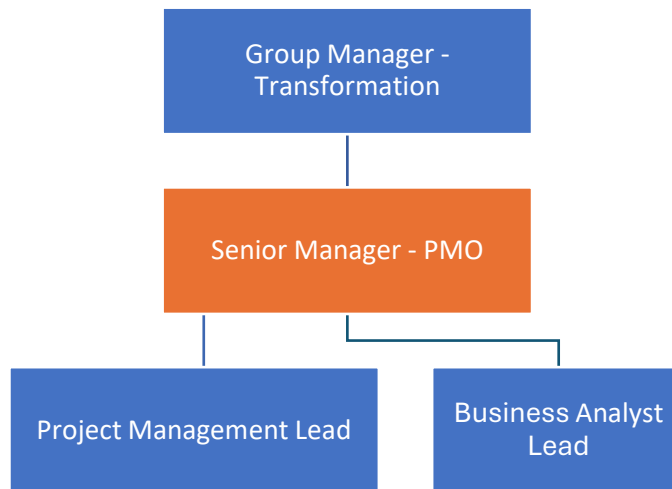 Group Manager -
Transformation
Senior Manager - PMO
Project Management Lead
Business Analyst
Lead